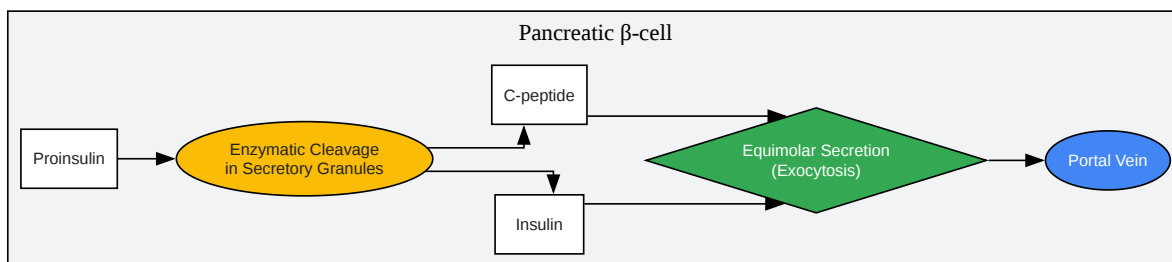 Pancreatic β-cell
C-peptide
Proinsulin
Enzymatic Cleavage
in Secretory Granules
Insulin
Equimolar Secretion
(Exocytosis)
Portal Vein